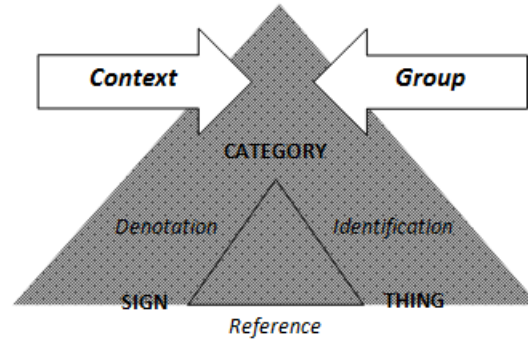 Context
Group
CATEGORY
Denotation
Identification
SIGN
THING
Reference